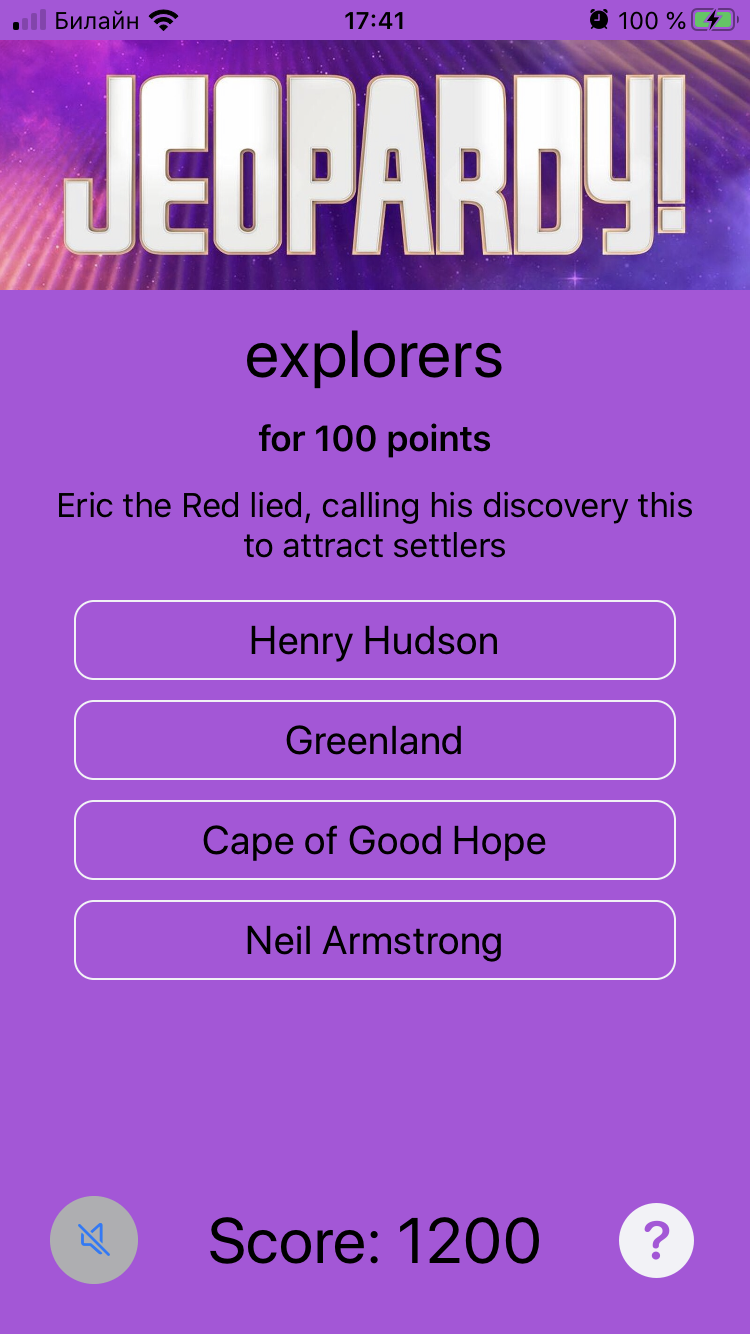 Билайн 17:41 100 %
JEOPARDY!
explorers
for 100 points
Eric the Red lied, calling his discovery this
to attract settlers
Henry Hudson
Greenland
Cape of Good Hope
Neil Armstrong
Score: 1200 ?